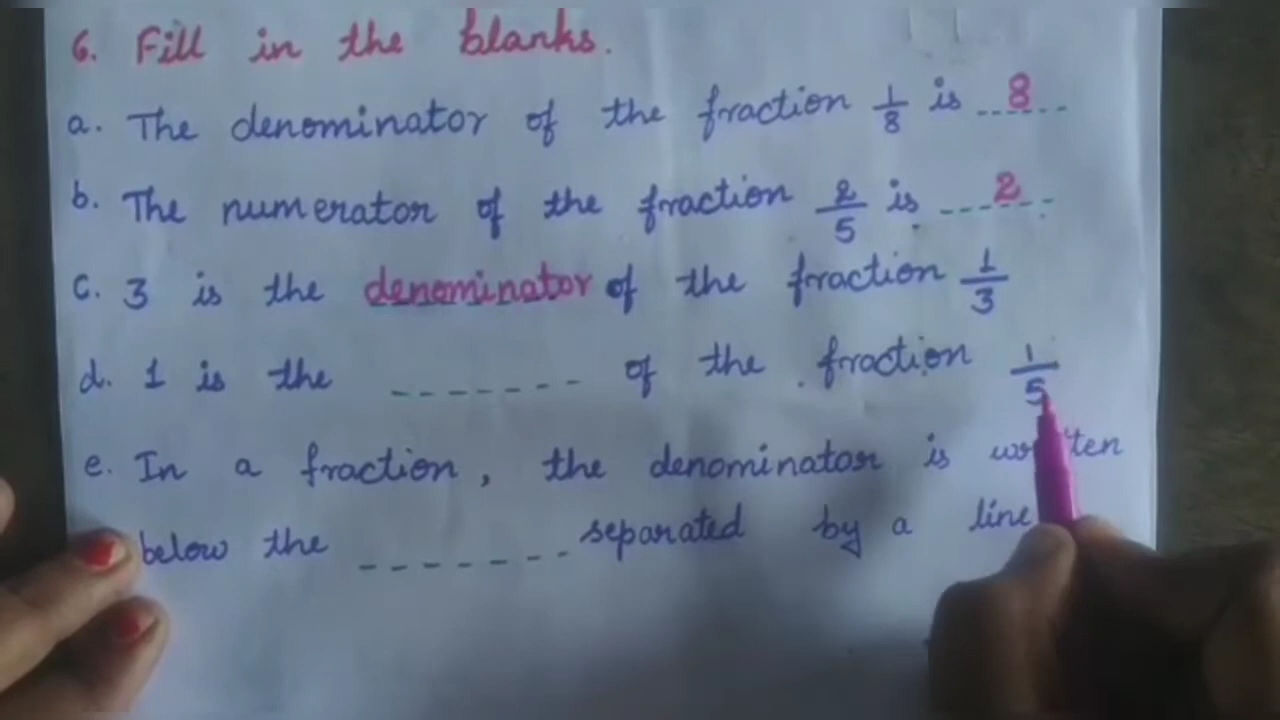 6. Fill in the blanks.
a. The denominator of the fraction 1/8 is ..8....
b. The numerator of the fraction 2/5 is ---2---
c. 3 is the denominator of the fraction 1/3
d. 1 is the ------- of the fraction 1/5
e. In a fraction, the denominator is
below the ------- separated by a line